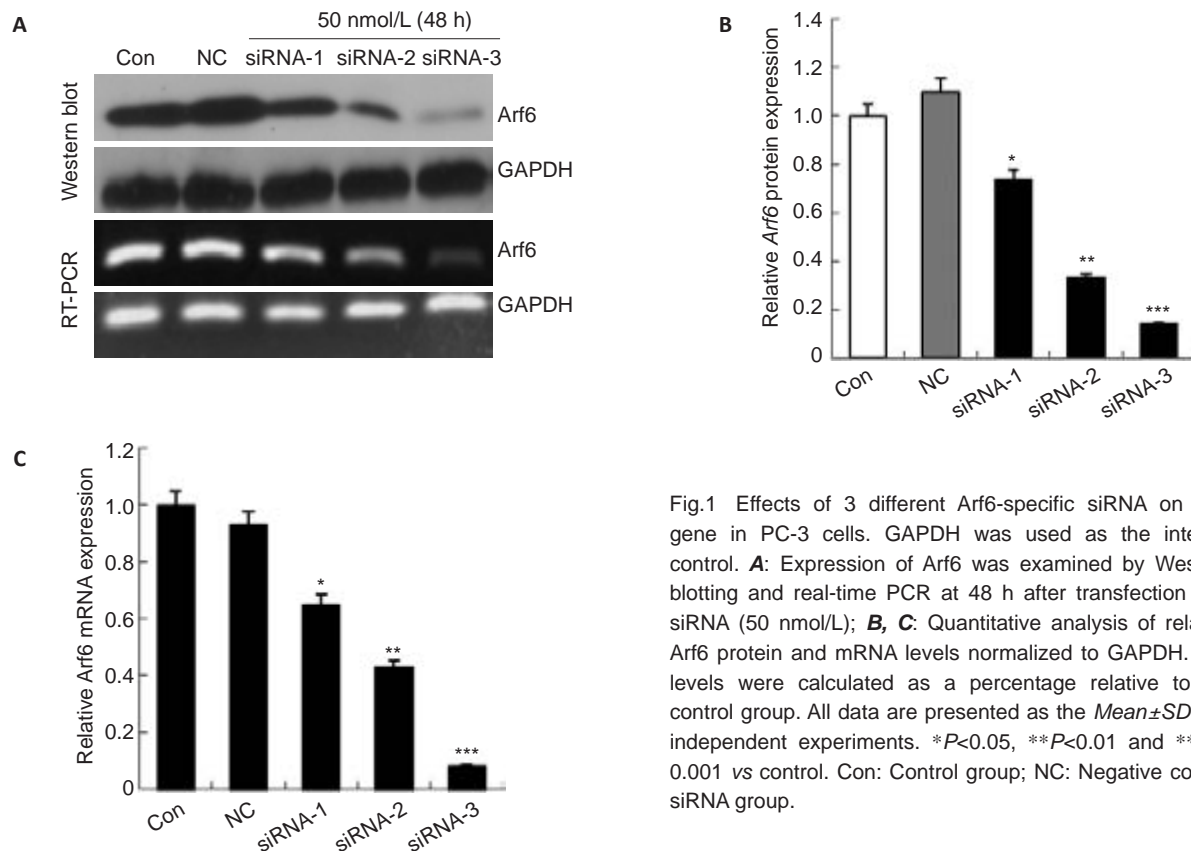 A
50 nmol/L (48 h)
Con NC siRNA-1 siRNA-2 siRNA-3
Western blot
Arf6
GAPDH
RT-PCR
Arf6
GAPDH
B
Relative Arf6 protein expression
1.4
1.2
1.0
0.8
0.6
0.4
0.2
0
*
**
***
Con
NC
siRNA-1
siRNA-2
siRNA-3
C
Relative Arf6 mRNA expression
1.2
1.0
0.8
0.6
0.4
0.2
0
*
**
***
Con
NC
siRNA-1
siRNA-2
siRNA-3
Fig.1 Effects of 3 different Arf6-specific siRNA on
gene in PC-3 cells. GAPDH was used as the inte
control. A: Expression of Arf6 was examined by Wes
blotting and real-time PCR at 48 h after transfection
siRNA (50 nmol/L); B, C: Quantitative analysis of rela
Arf6 protein and mRNA levels normalized to GAPDH.
levels were calculated as a percentage relative to
control group. All data are presented as the Mean±SD
independent experiments. *P<0.05, **P<0.01 and **
0.001 vs control. Con: Control group; NC: Negative co
siRNA group.